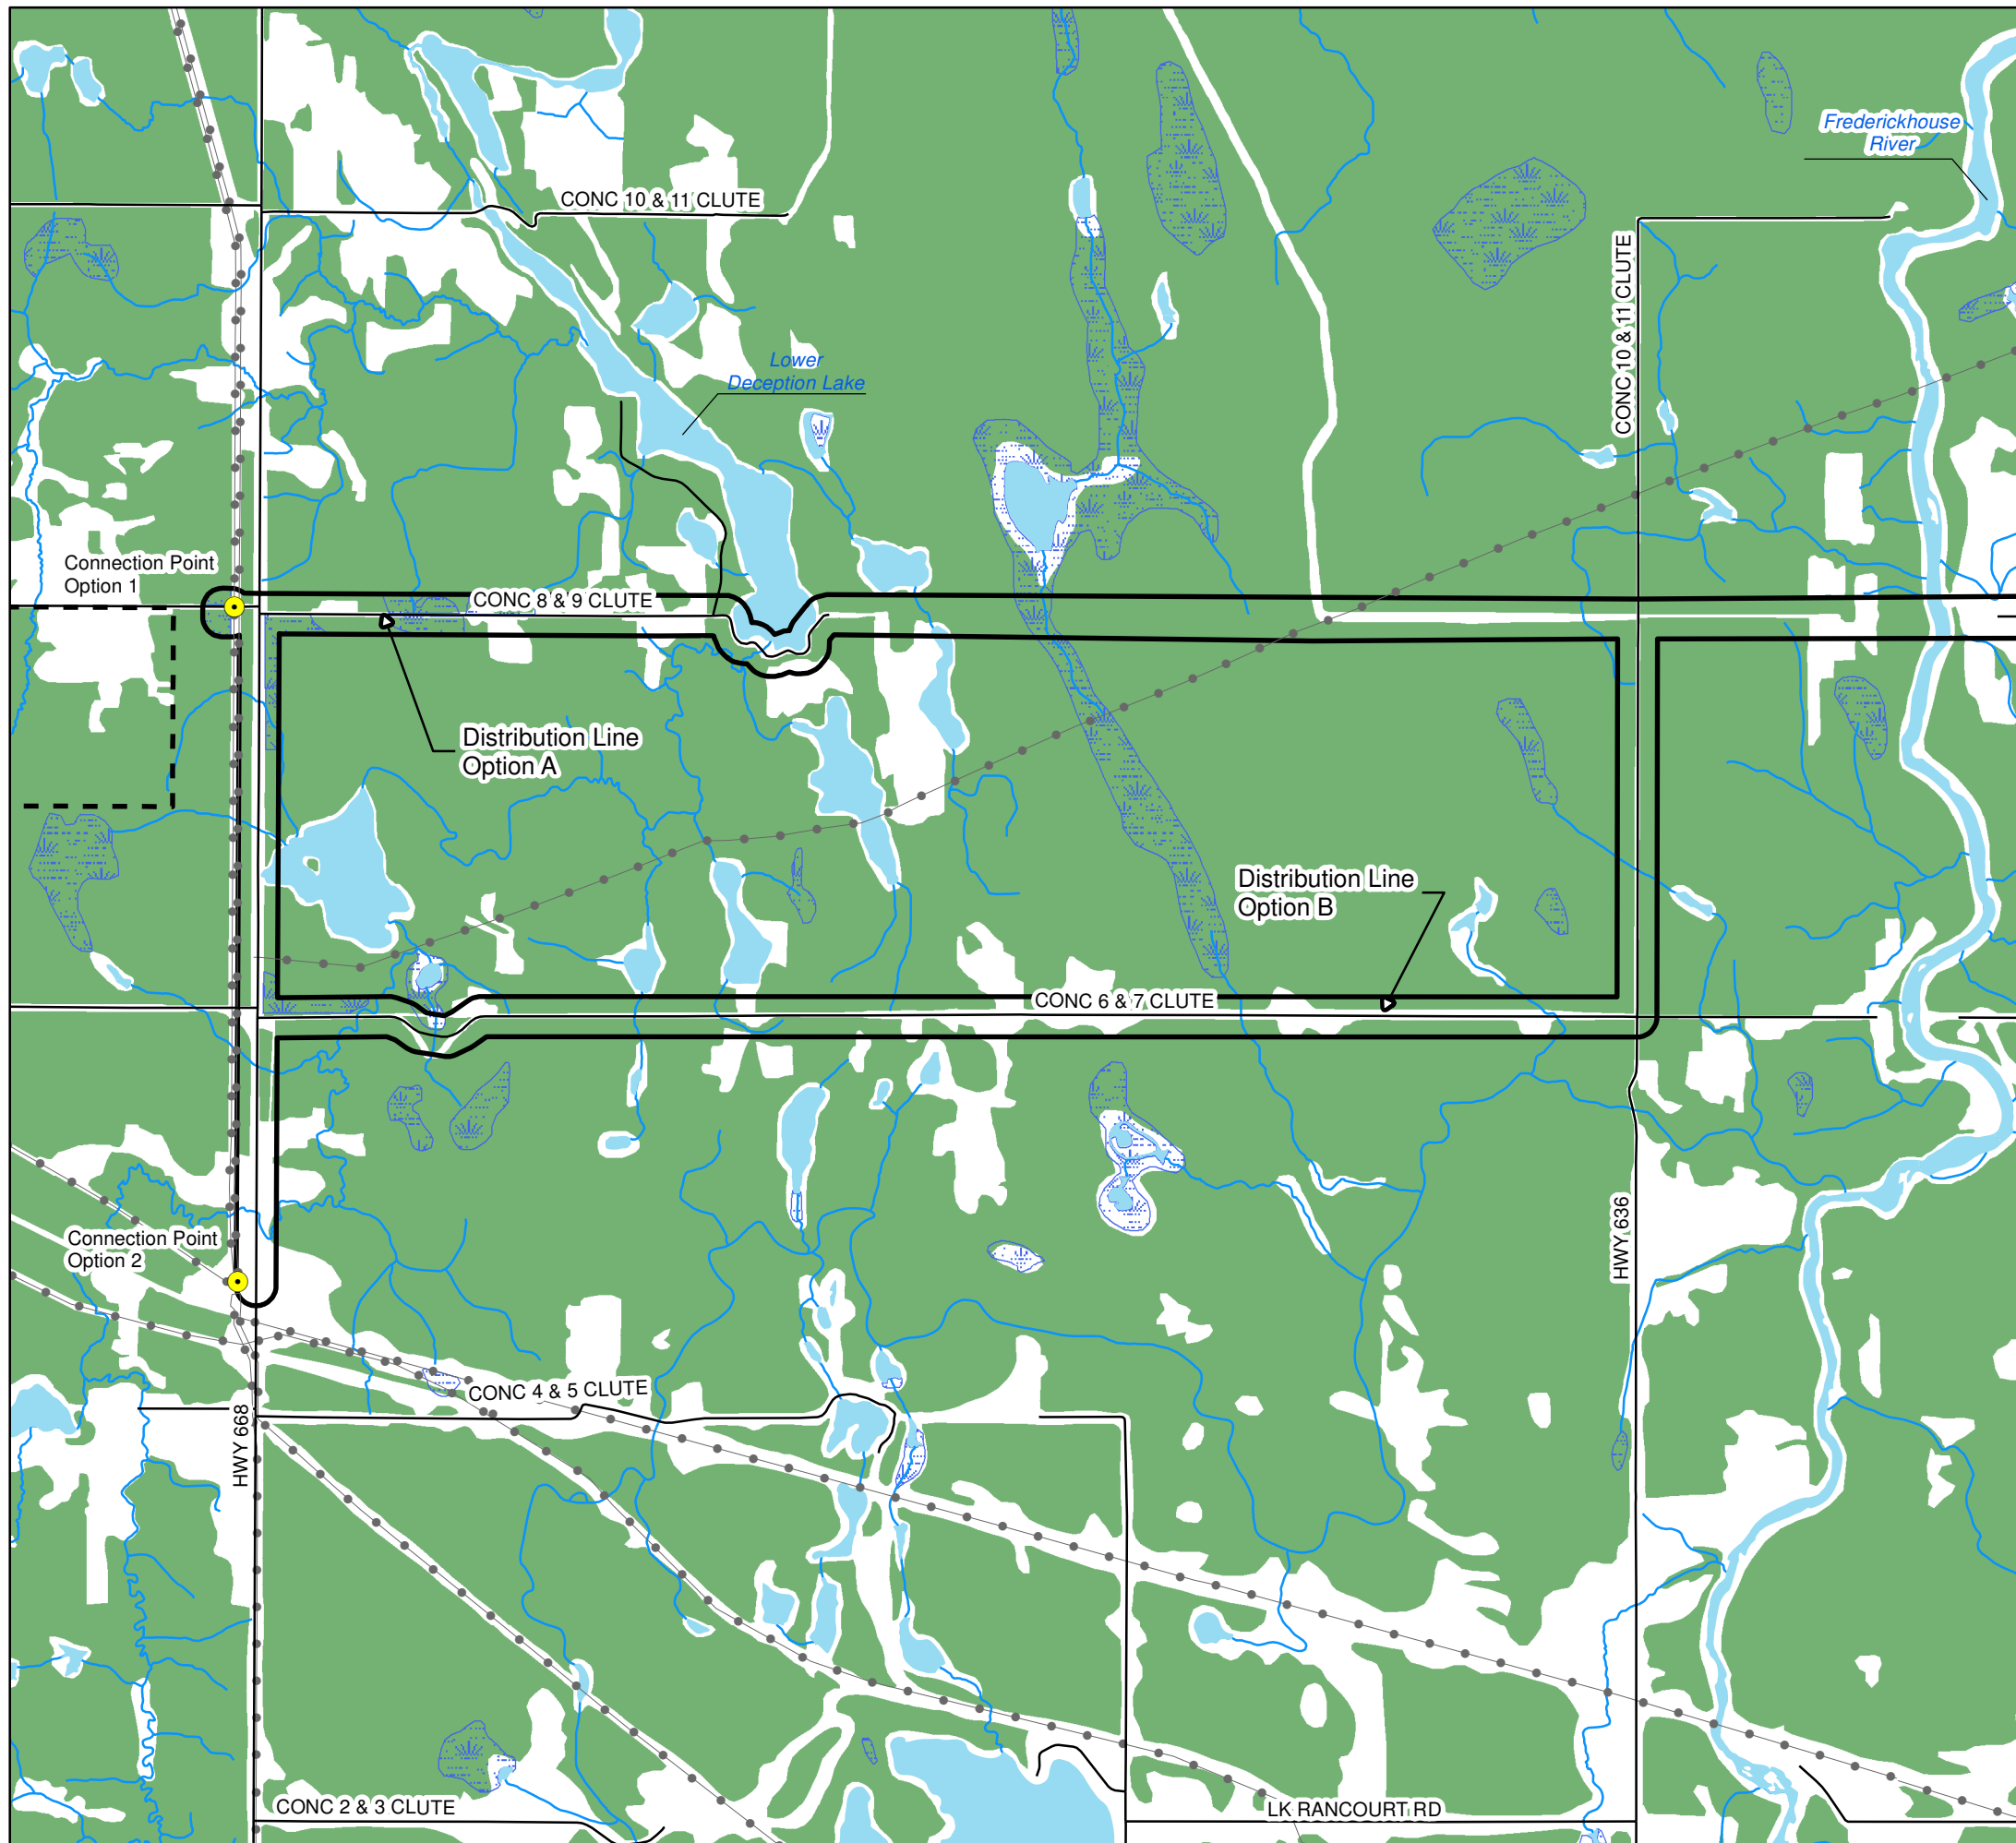 Frederickhouse
River
CONC 10 & 11 CLUTE
CONC 10 & 11 CLUTE
Lower
Deception Lake
Connection Point
Option 1
CONC 8 & 9 CLUTE
Distribution Line
Option A
Distribution Line
Option B
CONC 6 & 7 CLUTE
Connection Point
Option 2
HWY 636
CONC 4 & 5 CLUTE
HWY 668
CONC 2 & 3 CLUTE
LK RANCOURT RD